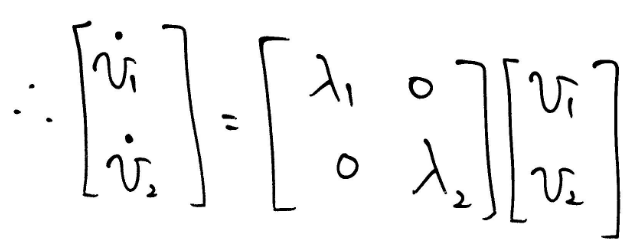 ∴ [v̇₁ v̇₂] = [λ₁ 0 0 λ₂] [v₁ v₂]